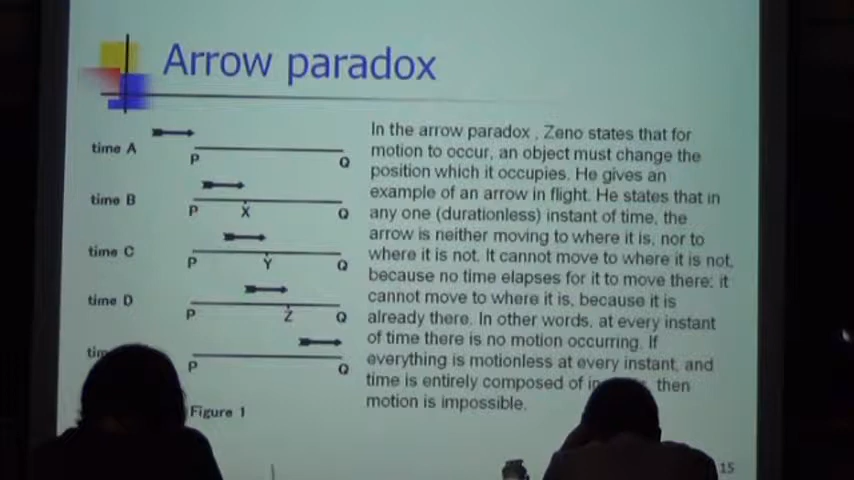 Arrow paradox
time A
P
Q
time B
P
X
Q
time C
P
Y
Q
time D
P
Z
Q
P
Q
Figure 1
In the arrow paradox , Zeno states that for
motion to occur, an object must change the
position which it occupies. He gives an
example of an arrow in flight. He states that in
any one (durationless) instant of time, the
arrow is neither moving to where it is, nor to
where it is not. It cannot move to where it is not,
because no time elapses for it to move there; it
cannot move to where it is, because it is
already there. In other words, at every instant
of time there is no motion occurring. If
everything is motionless at every instant, and
time is entirely composed of then
motion is impossible.
15